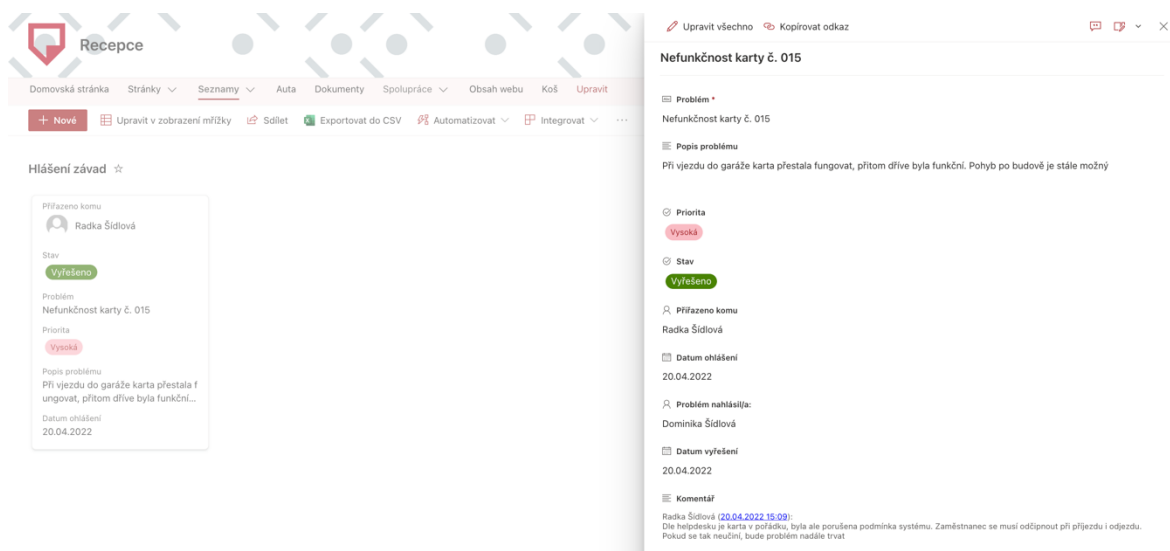 Recepce
Domovská stránka Stránky Seznamy Auta Dokumenty Spolupráce Obsah webu Koš Upravit
+ Nové Upravit v zobrazení mřížky Sdílet Exportovat do CSV Automatizovat Integrovat ...
Hlášení závad
Přiřazeno komu
Radka Šídlová
Stav
Vyřešeno
Problém
Nefunkčnost karty č. 015
Priorita
Vysoká
Popis problému
Při vjezdu do garáže karta přestala f
ungovat, přitom dříve byla funkční...
Datum ohlášení
20.04.2022
Upravit všechno Kopírovat odkaz
Nefunkčnost karty č. 015
Problém *
Nefunkčnost karty č. 015
Popis problému
Při vjezdu do garáže karta přestala fungovat, přitom dříve byla funkční. Pohyb po budově je stále možný
Priorita
Vysoká
Stav
Vyřešeno
Přiřazeno komu
Radka Šídlová
Datum ohlášení
20.04.2022
Problém nahlásil/a:
Dominika Šídlová
Datum vyřešení
20.04.2022
Komentář
Radka Šídlová (20.04.2022 15:09):
Dle helpdesku je karta v pořádku, byla ale porušena podmínka systému. Zaměstnanec se musí odčipnout při příjezdu i odjezdu.
Pokud se tak neučiní, bude problém nadále trvat